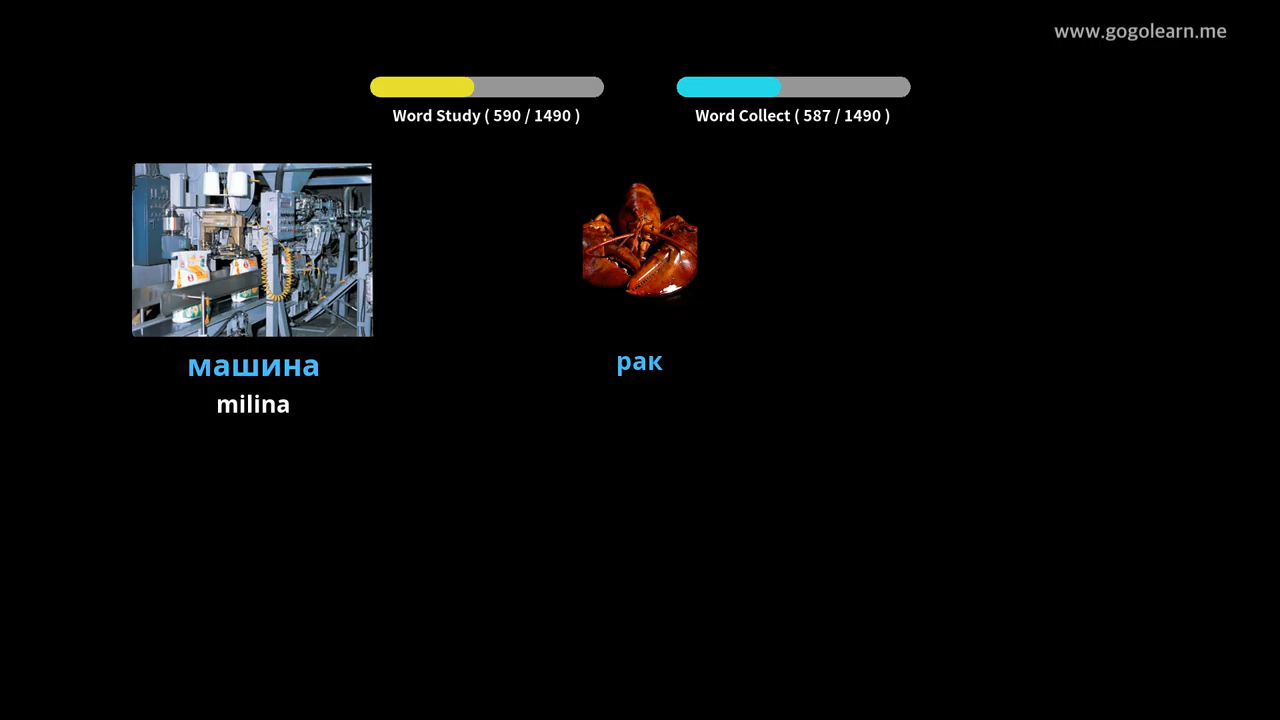 www.gogolearn.me
Word Study ( 590 / 1490 )
Word Collect ( 587 / 1490 )
машина
milina
рак